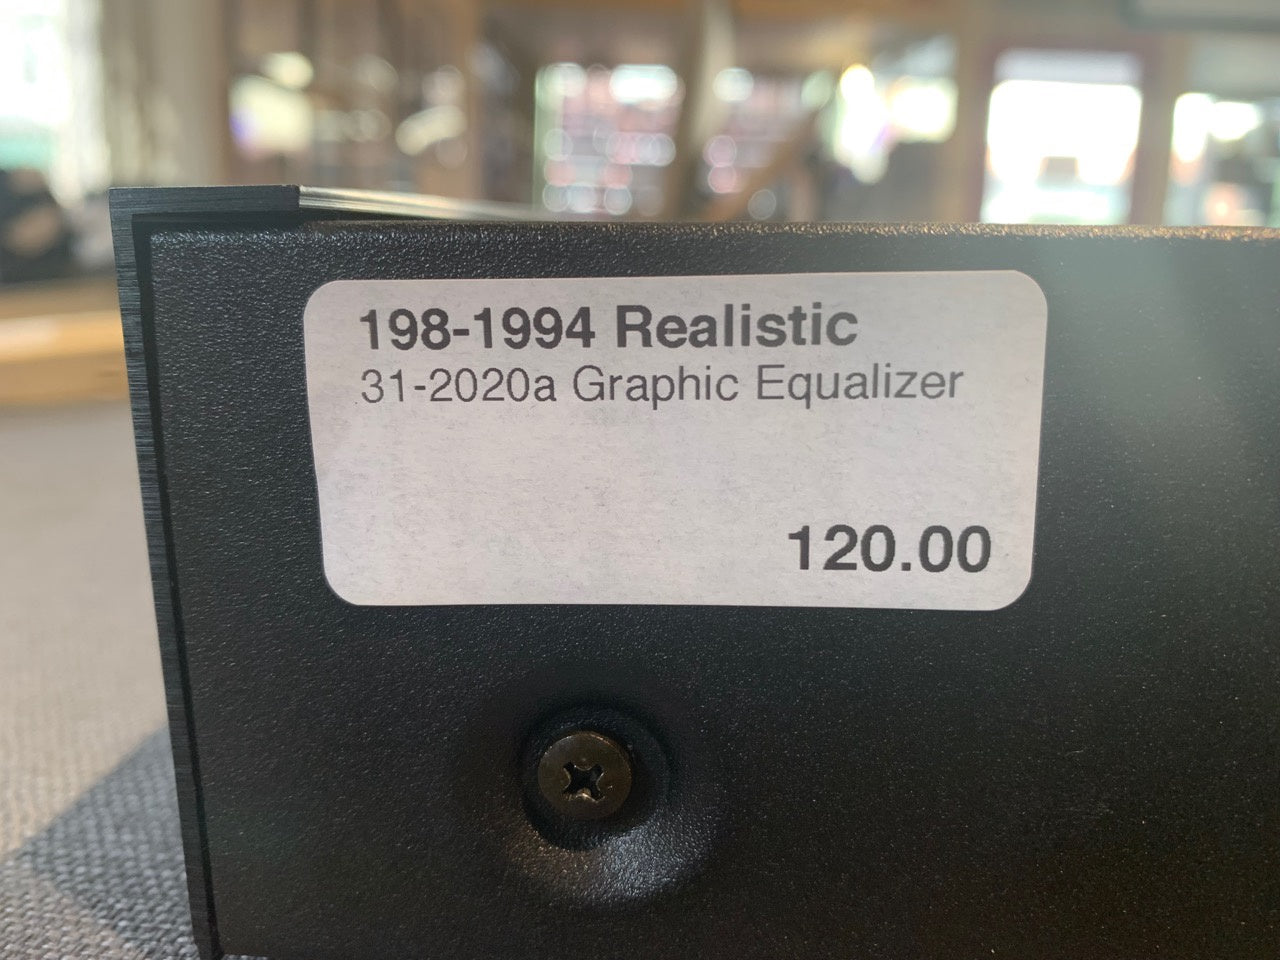 198-1994 Realistic
31-2020a Graphic Equalizer
120.00